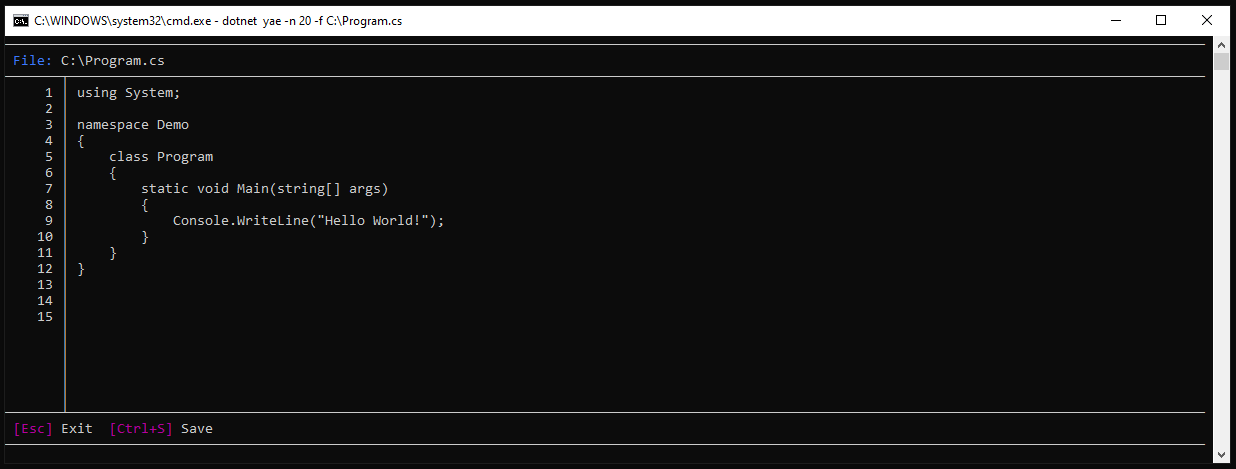 C:\WINDOWS\system32\cmd.exe - dotnet yae -n 20 -f C:\Program.cs
File: C:\Program.cs
1 using System;
2
3 namespace Demo
4 {
5     class Program
6     {
7         static void Main(string[] args)
8         {
9             Console.WriteLine("Hello World!");
10         }
11     }
12 }
13
14
15
[Esc] Exit  [Ctrl+S] Save